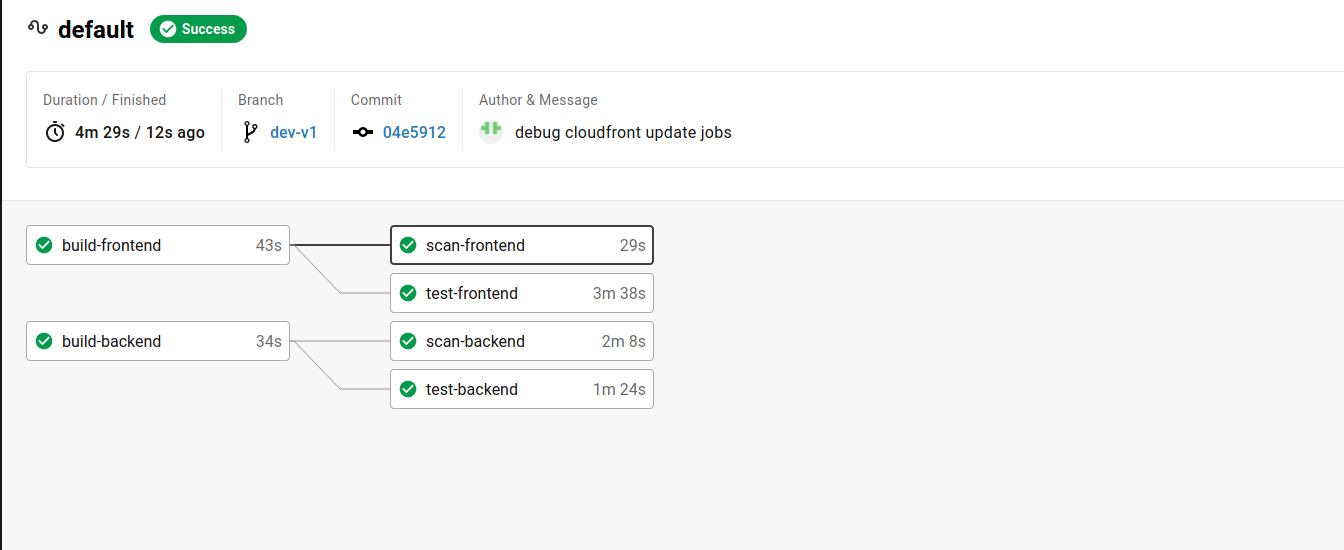 default Success
Duration / Finished Branch Commit Author & Message
4m 29s / 12s ago dev-v1 04e5912 debug cloudfront update jobs
build-frontend 43s scan-frontend 29s
test-frontend 3m 38s
build-backend 34s scan-backend 2m 8s
test-backend 1m 24s